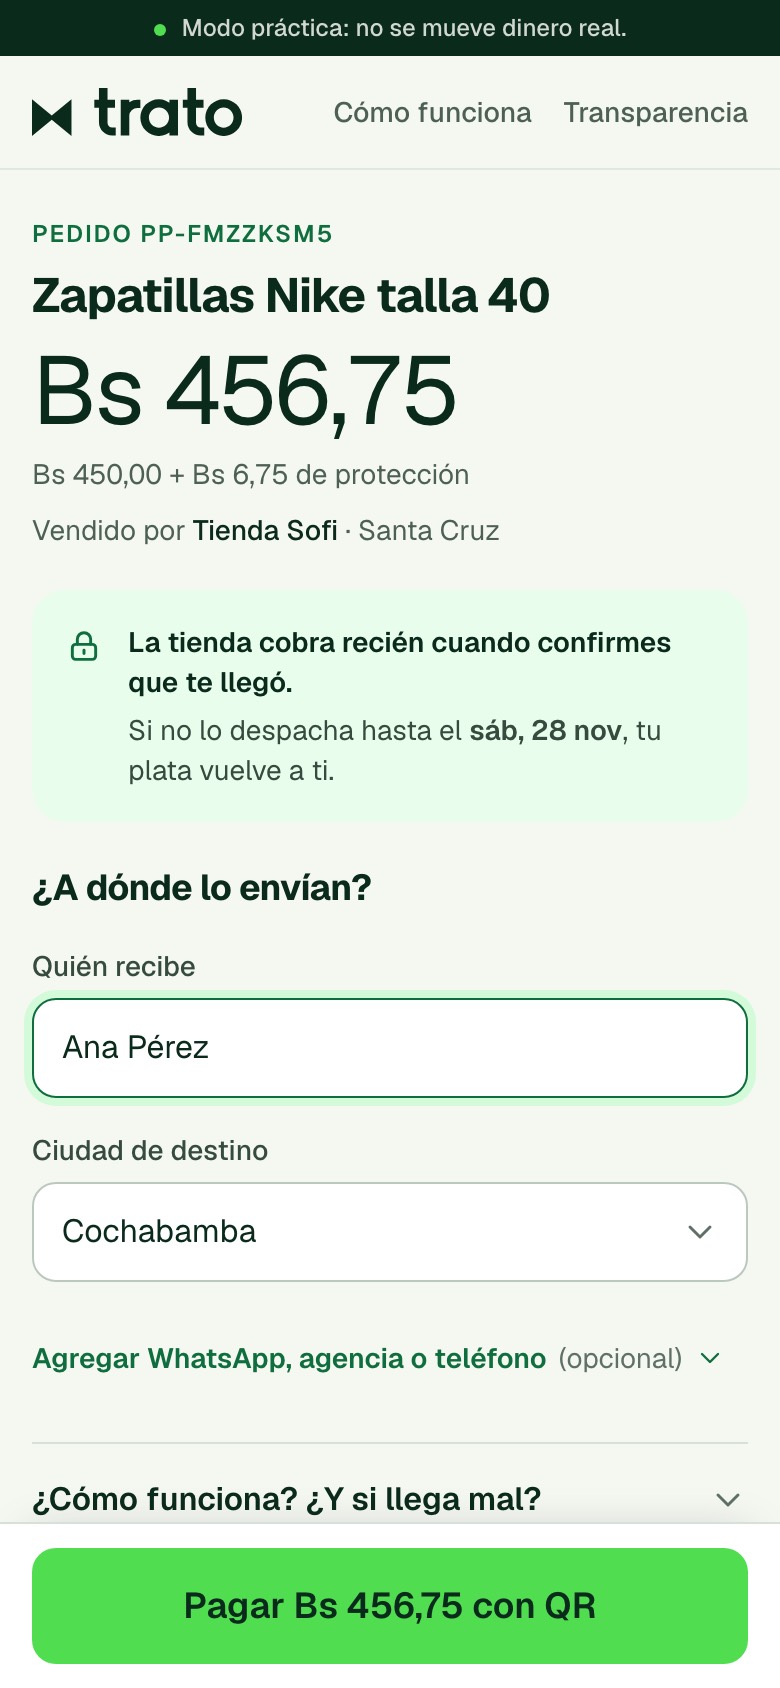 Modo práctica: no se mueve dinero real.
trato
Cómo funciona
Transparencia
PEDIDO PP-FMZZKSM5
Zapatillas Nike talla 40
Bs 456,75
Bs 450,00 + Bs 6,75 de protección
Vendido por Tienda Sofi · Santa Cruz
La tienda cobra recién cuando confirmes
que te llegó.
Si no lo despacha hasta el sáb, 28 nov, tu
plata vuelve a ti.
¿A dónde lo envían?
Quién recibe
Ana Pérez
Ciudad de destino
Cochabamba
Agregar WhatsApp, agencia o teléfono (opcional)
¿Cómo funciona? ¿Y si llega mal?
Pagar Bs 456,75 con QR